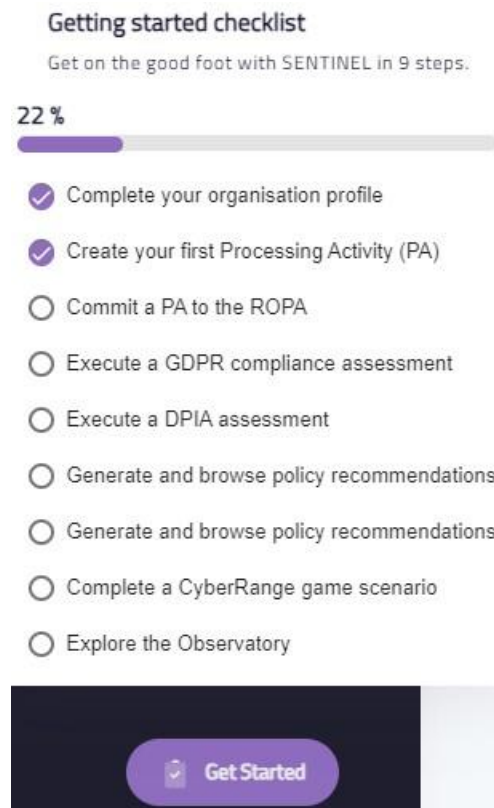 Getting started checklist
Get on the good foot with SENTINEL in 9 steps.
22 %
Complete your organisation profile
Create your first Processing Activity (PA)
Commit a PA to the ROPA
Execute a GDPR compliance assessment
Execute a DPIA assessment
Generate and browse policy recommendations
Generate and browse policy recommendations
Complete a CyberRange game scenario
Explore the Observatory
Get Started